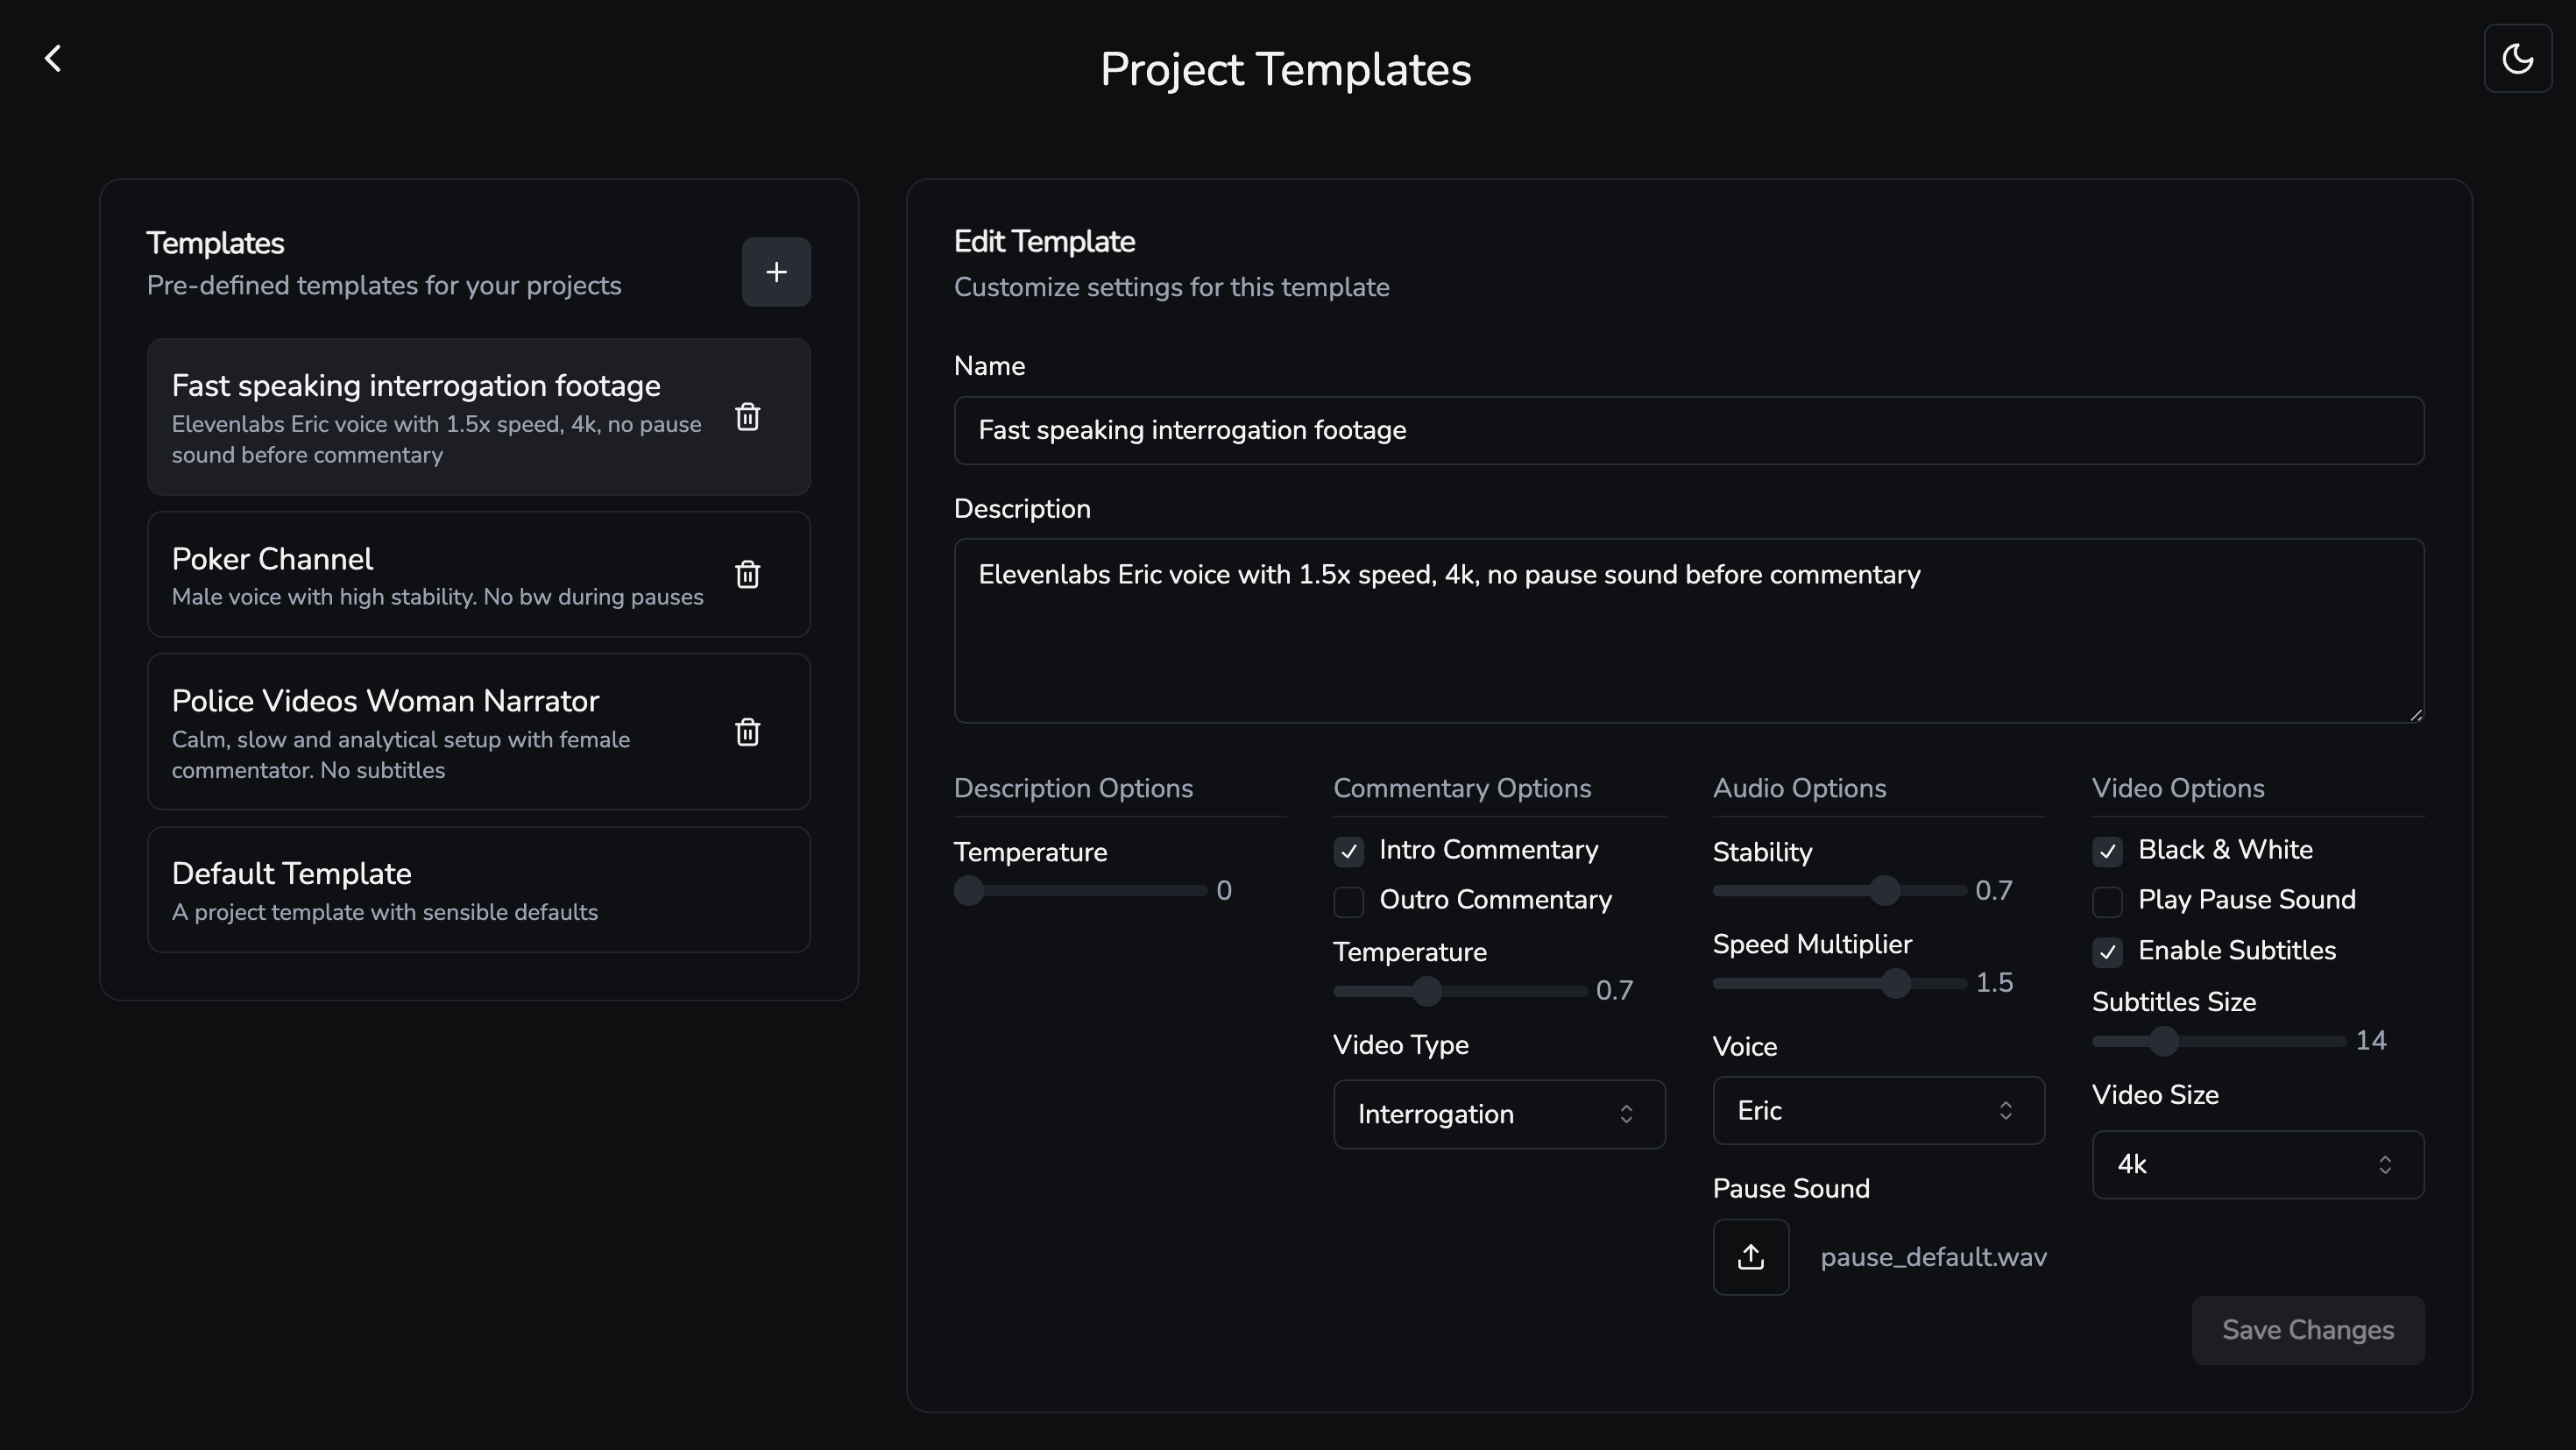 Project Templates
Templates
Pre-defined templates for your projects
Fast speaking interrogation footage
Elevenlabs Eric voice with 1.5x speed, 4k, no pause
sound before commentary
Poker Channel
Male voice with high stability. No bw during pauses
Police Videos Woman Narrator
Calm, slow and analytical setup with female
commentator. No subtitles
Default Template
A project template with sensible defaults
Edit Template
Customize settings for this template
Name
Fast speaking interrogation footage
Description
Elevenlabs Eric voice with 1.5x speed, 4k, no pause sound before commentary
Description Options
Temperature
0
Commentary Options
Intro Commentary
Outro Commentary
Temperature
0.7
Video Type
Interrogation
Audio Options
Stability
0.7
Speed Multiplier
1.5
Voice
Eric
Pause Sound
pause_default.wav
Video Options
Black & White
Play Pause Sound
Enable Subtitles
Subtitles Size
14
Video Size
4k
Save Changes